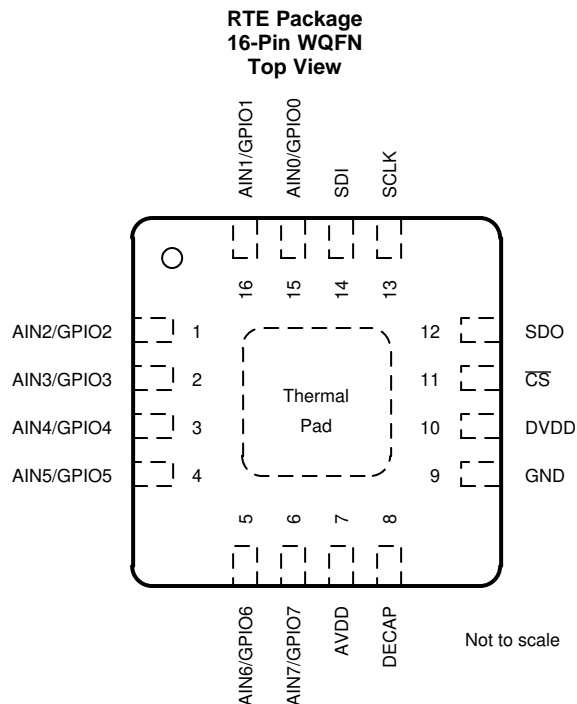 RTE Package
16-Pin WQFN
Top View
AIN1/GPIO1
AIN0/GPIO0
SDI
SCLK
16
15
14
13
AIN2/GPIO2 1
AIN3/GPIO3 2
AIN4/GPIO4 3
AIN5/GPIO5 4
Thermal
Pad
12 SDO
11 C̅S̅
10 DVDD
9 GND
5
6
7
8
AIN6/GPIO6
AIN7/GPIO7
AVDD
DECAP
Not to scale